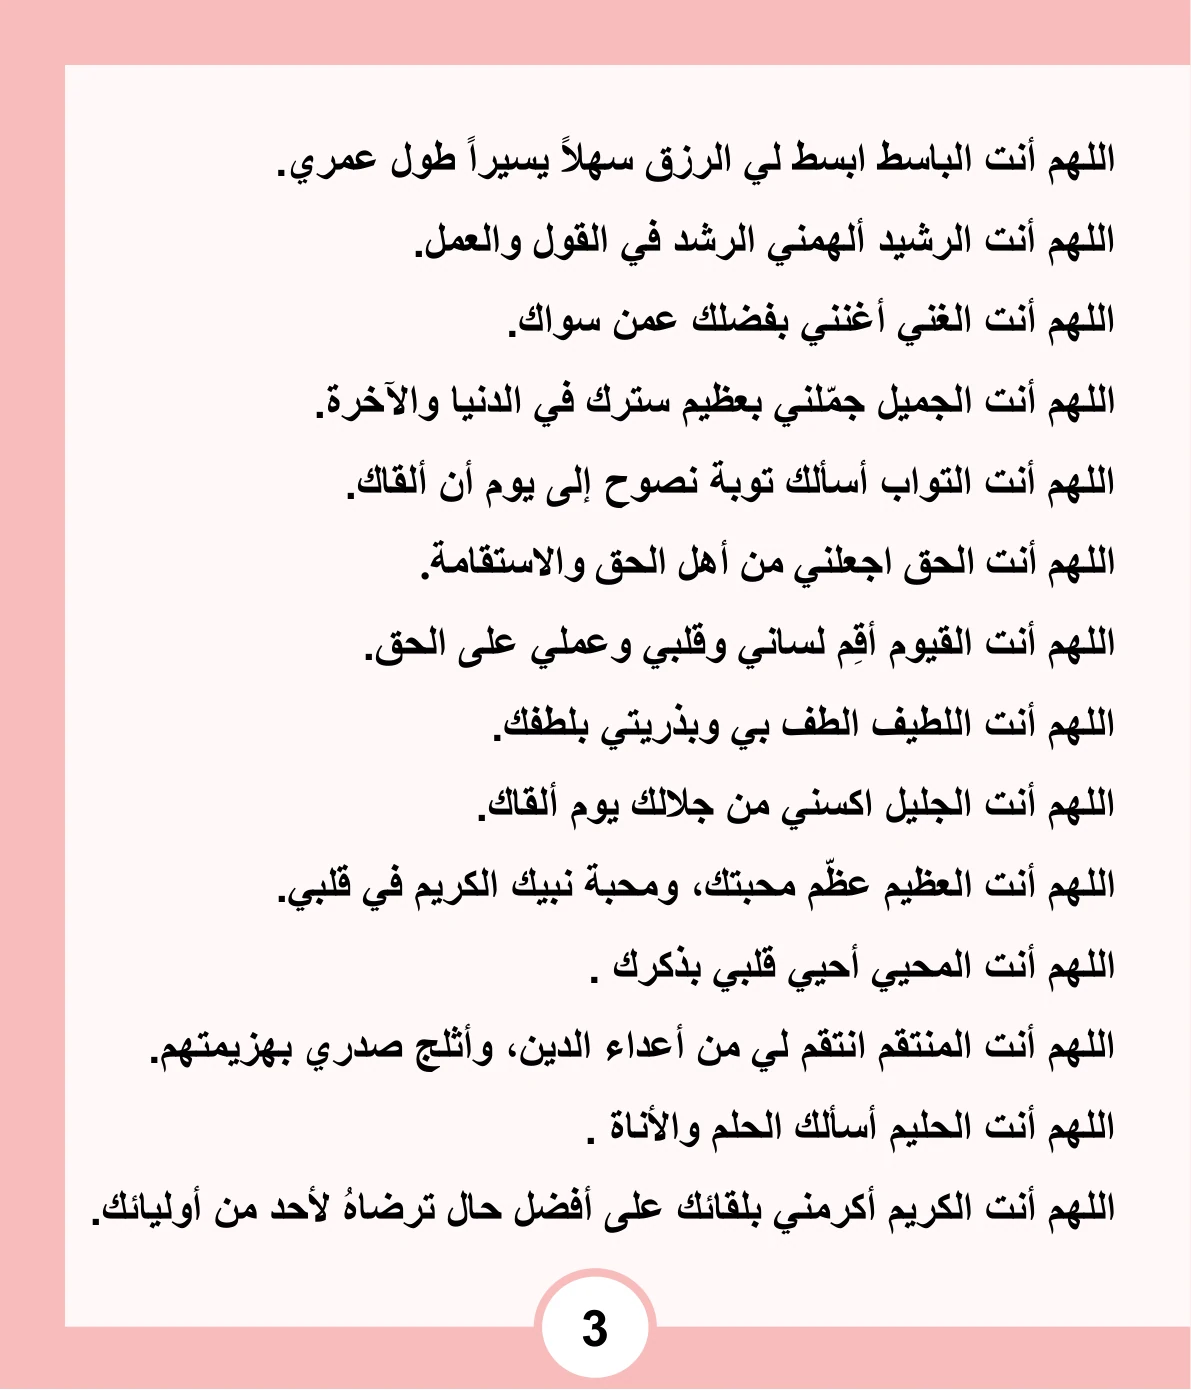 اللهم أنت الباسط ابسط لي الرزق سهلاً يسيراً طول عمري.
اللهم أنت الرشيد ألهمني الرشد في القول والعمل.
اللهم أنت الغني أغنني بفضلك عمن سواك.
اللهم أنت الجميل جمّلني بعظيم سترك في الدنيا والآخرة.
اللهم أنت التواب أسألك توبة نصوح إلى يوم أن ألقاك.
اللهم أنت الحق اجعلني من أهل الحق والاستقامة.
اللهم أنت القيوم أقِم لساني وقلبي وعملي على الحق.
اللهم أنت اللطيف الطف بي وبذريتي بلطفك.
اللهم أنت الجليل اكسني من جلالك يوم ألقاك.
اللهم أنت العظيم عظّم محبتك، ومحبة نبيك الكريم في قلبي.
اللهم أنت المحيي أحيي قلبي بذكرك .
اللهم أنت المنتقم انتقم لي من أعداء الدين، وأثلج صدري بهزيمتهم.
اللهم أنت الحليم أسألك الحلم والأناة .
اللهم أنت الكريم أكرمني بلقائك على أفضل حال ترضاهُ لأحد من أوليائك.
3